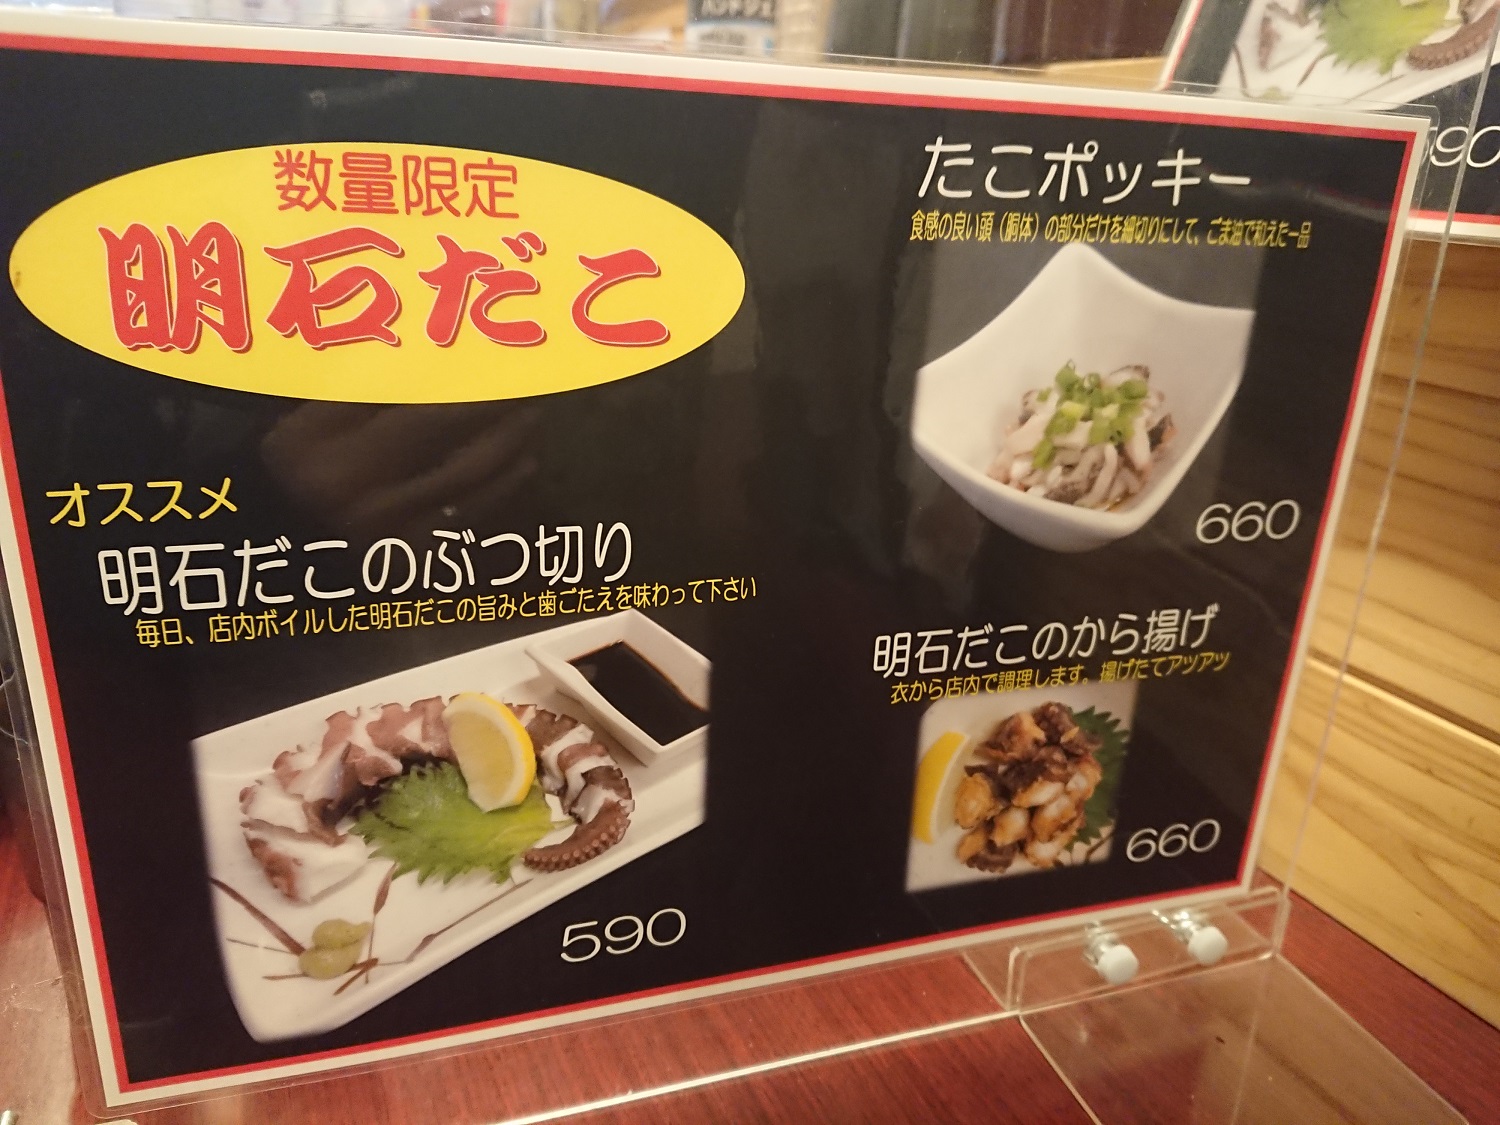 数量限定
明石だこ
オススメ
明石だこのぶつ切り
毎日、店内ボイルした明石だこの旨みと歯ごたえを味わって下さい
590
たこポッキー
食感の良い頭（胴体）の部分だけを細切りにして、ごま油で和えた一品
660
明石だこのから揚げ
衣から店内で調理します。揚げたてアツアツ
660